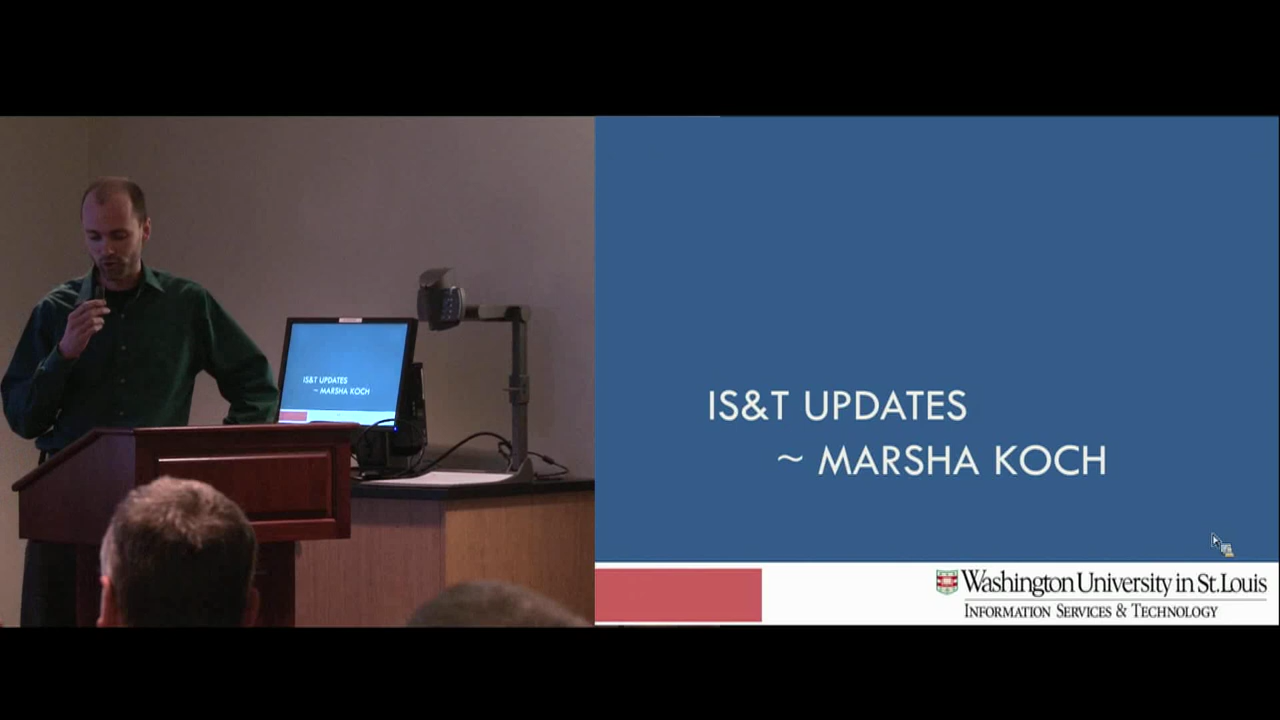 IS&T UPDATES
~ MARSHA KOCH
IS&T UPDATES
~ MARSHA KOCH
Washington University in St. Louis
INFORMATION SERVICES & TECHNOLOGY